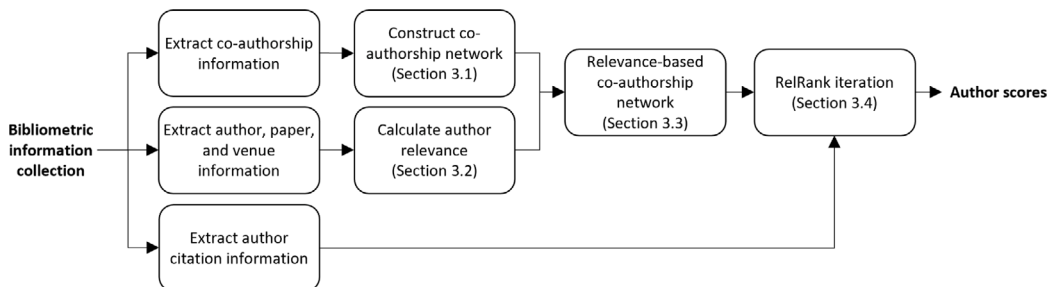 Bibliometric
information
collection
Extract co-authorship
information
Construct co-
authorship network
(Section 3.1)
Extract author, paper,
and venue
information
Calculate author
relevance
(Section 3.2)
Relevance-based
co-authorship
network
(Section 3.3)
RelRank iteration
(Section 3.4)
Author scores
Extract author
citation information